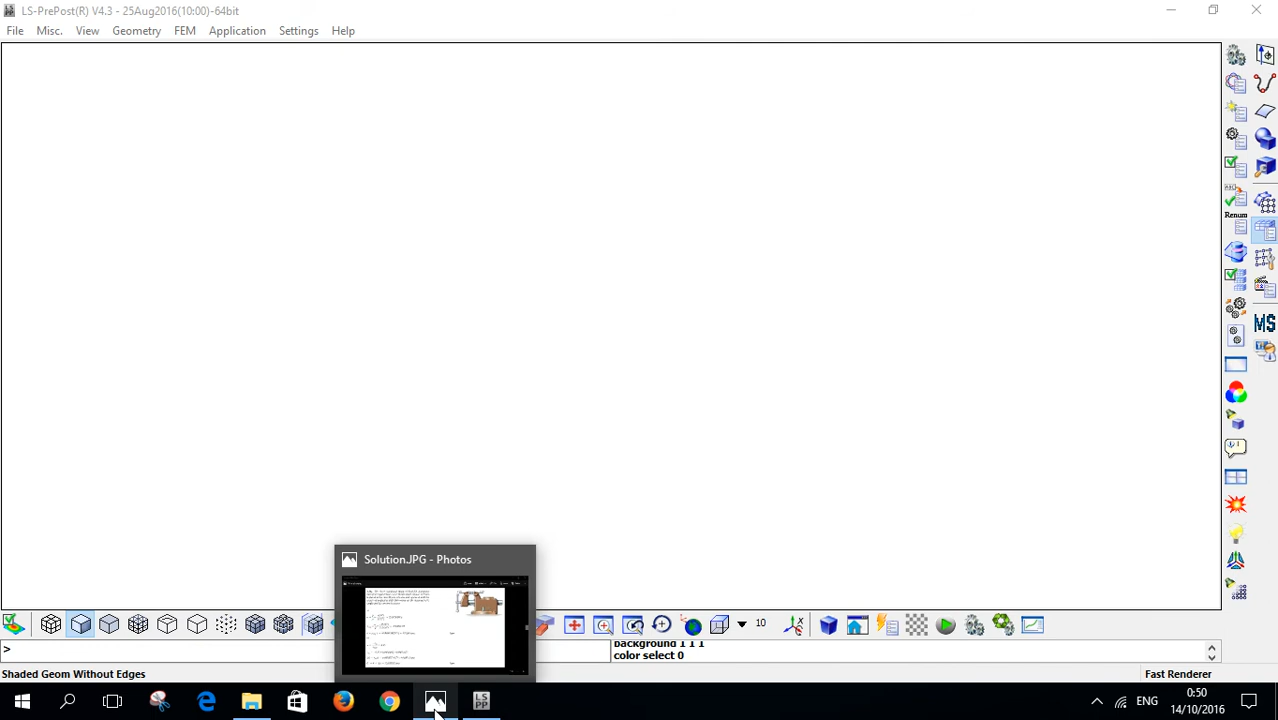 LS-PrePost(R) V4.3 - 25Aug2016(10:00)-64bit
File Misc. View Geometry FEM Application Settings Help
Renum
MS
Solution.JPG - Photos
10
>
background 1 1 1
color select 0
Shaded Geom Without Edges
Fast Renderer
LS
PP
ENG
0:50
14/10/2016